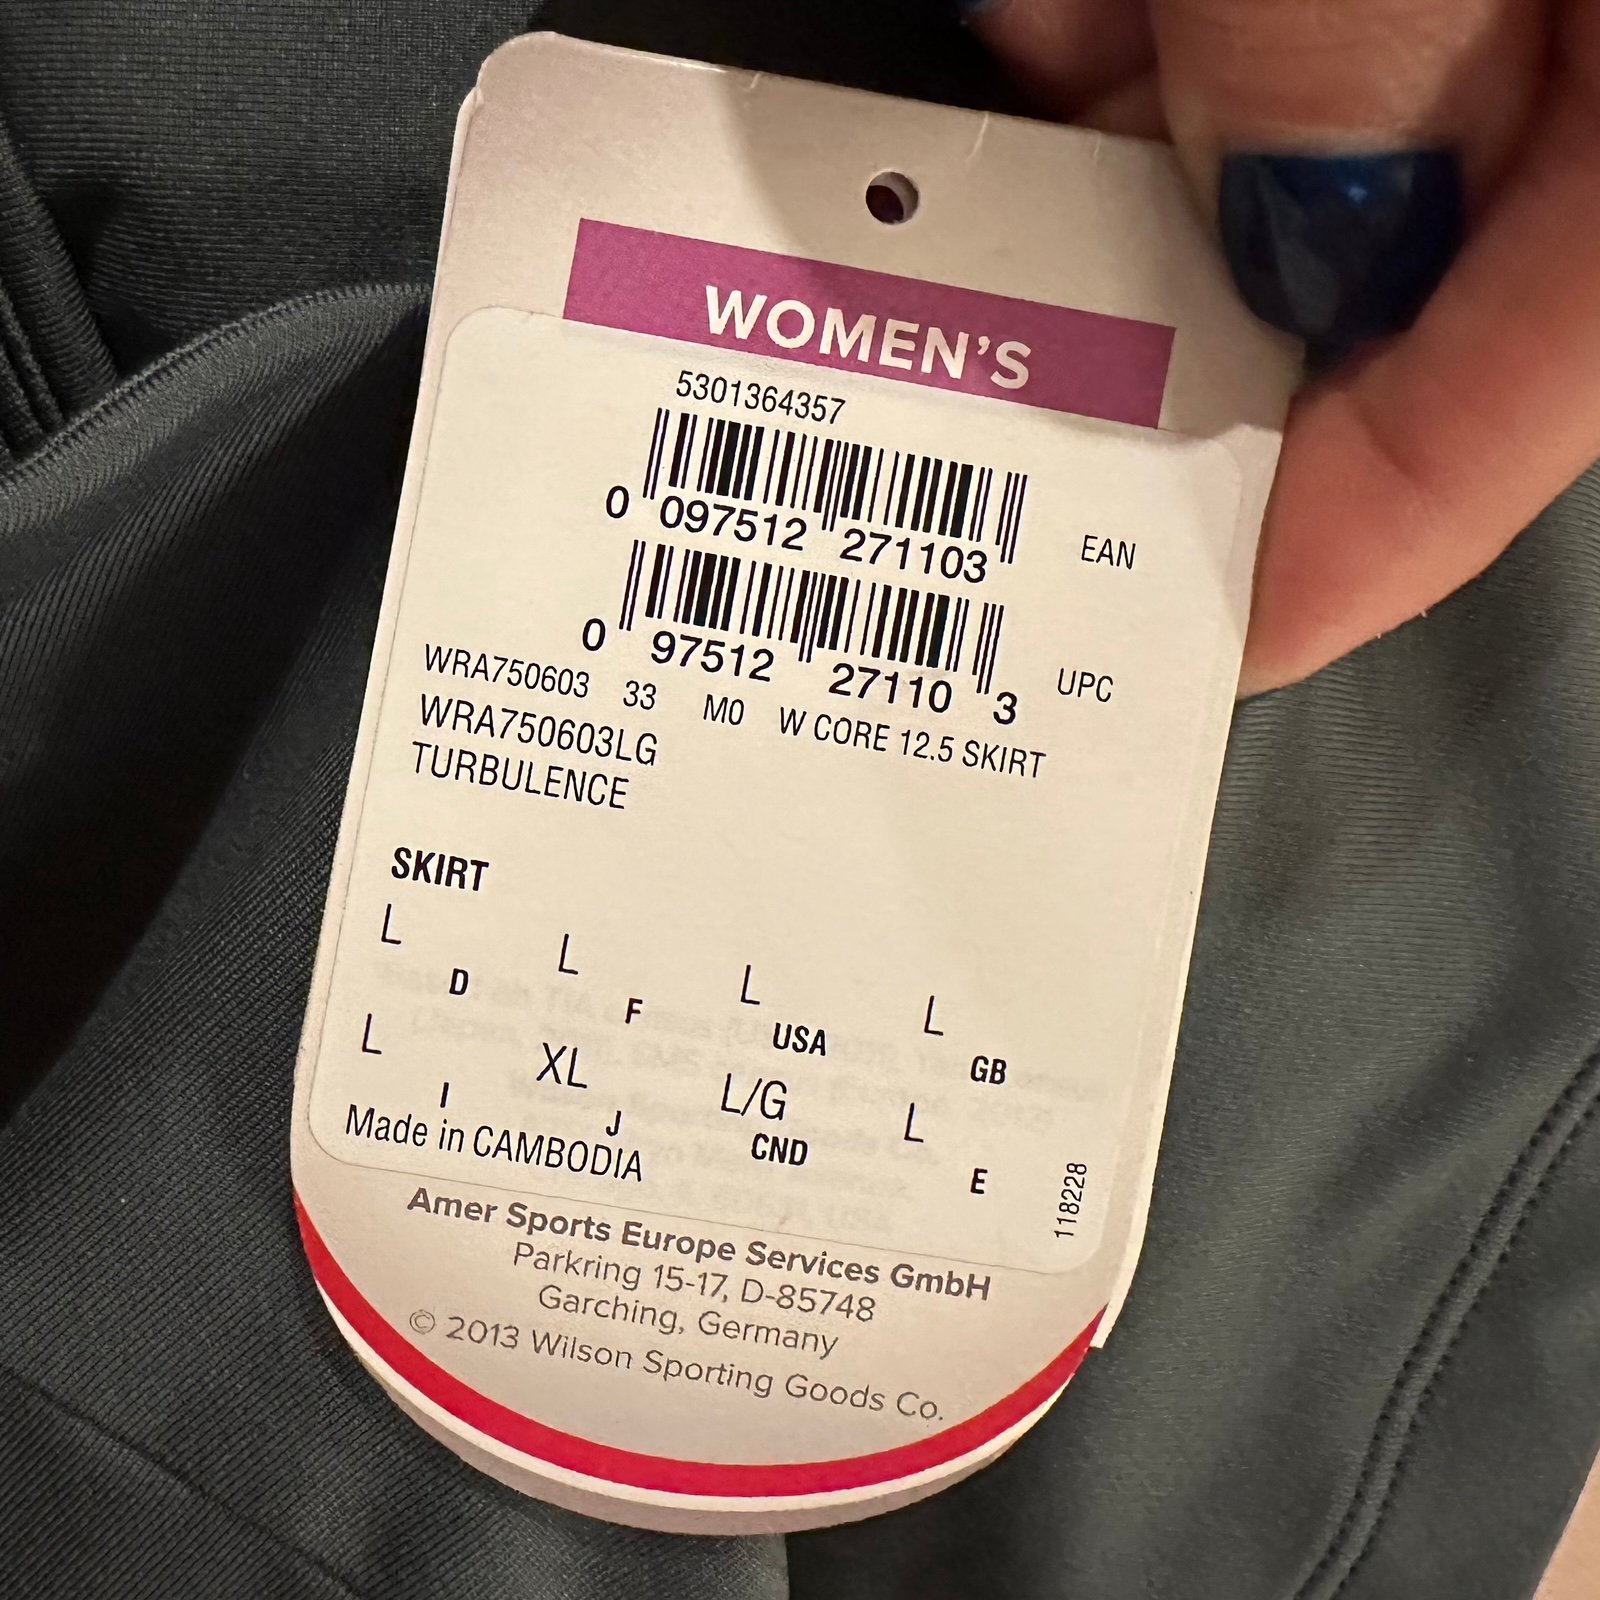 WOMEN'S
5301364357
0 097512 271103 EAN
0 97512 27110 3 UPC
WRA750603 33 M0 W CORE 12.5 SKIRT
WRA750603LG
TURBULENCE
SKIRT
L L L L
D F USA GB
L XL L/G L
I J CND E
Made in CAMBODIA
118228
Amer Sports Europe Services GmbH
Parkring 15-17, D-85748
Garching, Germany
© 2013 Wilson Sporting Goods Co.